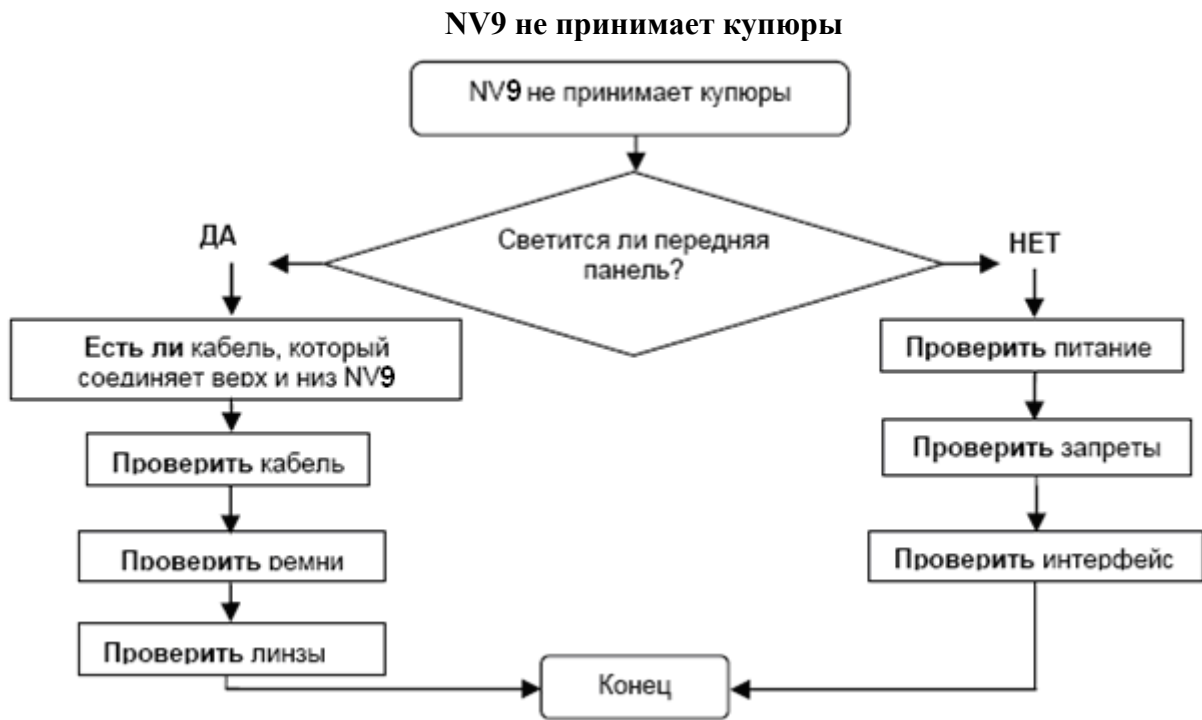 NV9 не принимает купюры
NV9 не принимает купюры
Светится ли передняя
панель?
ДА
НЕТ
Есть ли кабель, который
соединяет верх и низ NV9
Проверить кабель
Проверить ремни
Проверить линзы
Проверить питание
Проверить запреты
Проверить интерфейс
Конец